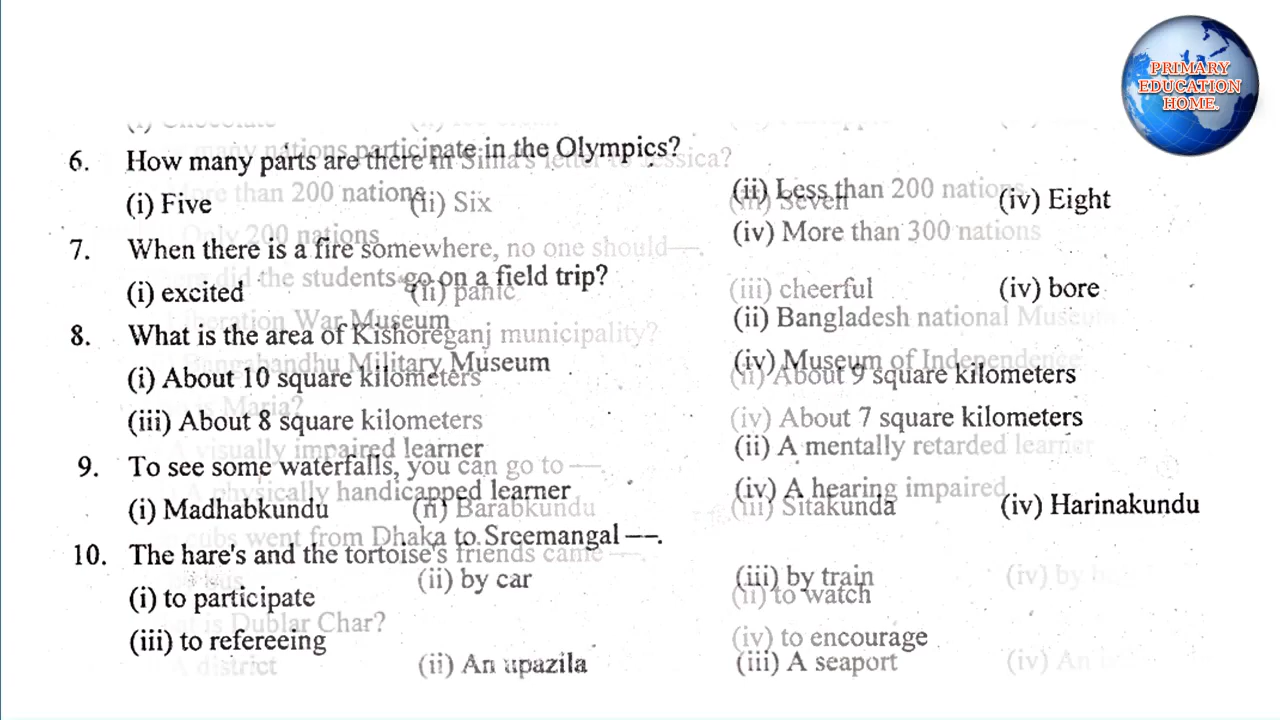 PRIMARY
EDUCATION
HOME.
6. How many parts are there in Sima's letter to Jessica?
many nations participate in the Olympics?
(i) Five (ii) Six (iii) Seven (iv) Eight
More than 200 nations (ii) Less than 200 nations
Only 200 nations (iv) More than 300 nations
7. When there is a fire somewhere, no one should —.
did the students go on a field trip?
(i) excited (ii) panic (iii) cheerful (iv) bore
Liberation War Museum (ii) Bangladesh national Museum
8. What is the area of Kishoreganj municipality?
Bangabandhu Military Museum (iv) Museum of Independence
(i) About 10 square kilometers (ii) About 9 square kilometers
is Maria?
(iii) About 8 square kilometers (iv) About 7 square kilometers
A visually impaired learner (ii) A mentally retarded learner
9. To see some waterfalls, you can go to —.
A physically handicapped learner (iv) A hearing impaired
(i) Madhabkundu (ii) Barabkundu (iii) Sitakunda (iv) Harinakundu
went from Dhaka to Sreemangal —.
10. The hare's and the tortoise's friends came —.
(ii) by car (iii) by train (iv) by
(i) to participate (ii) to watch
is Dublar Char?
(iii) to refereeing (iv) to encourage
A district (ii) An upazila (iii) A seaport (iv) An